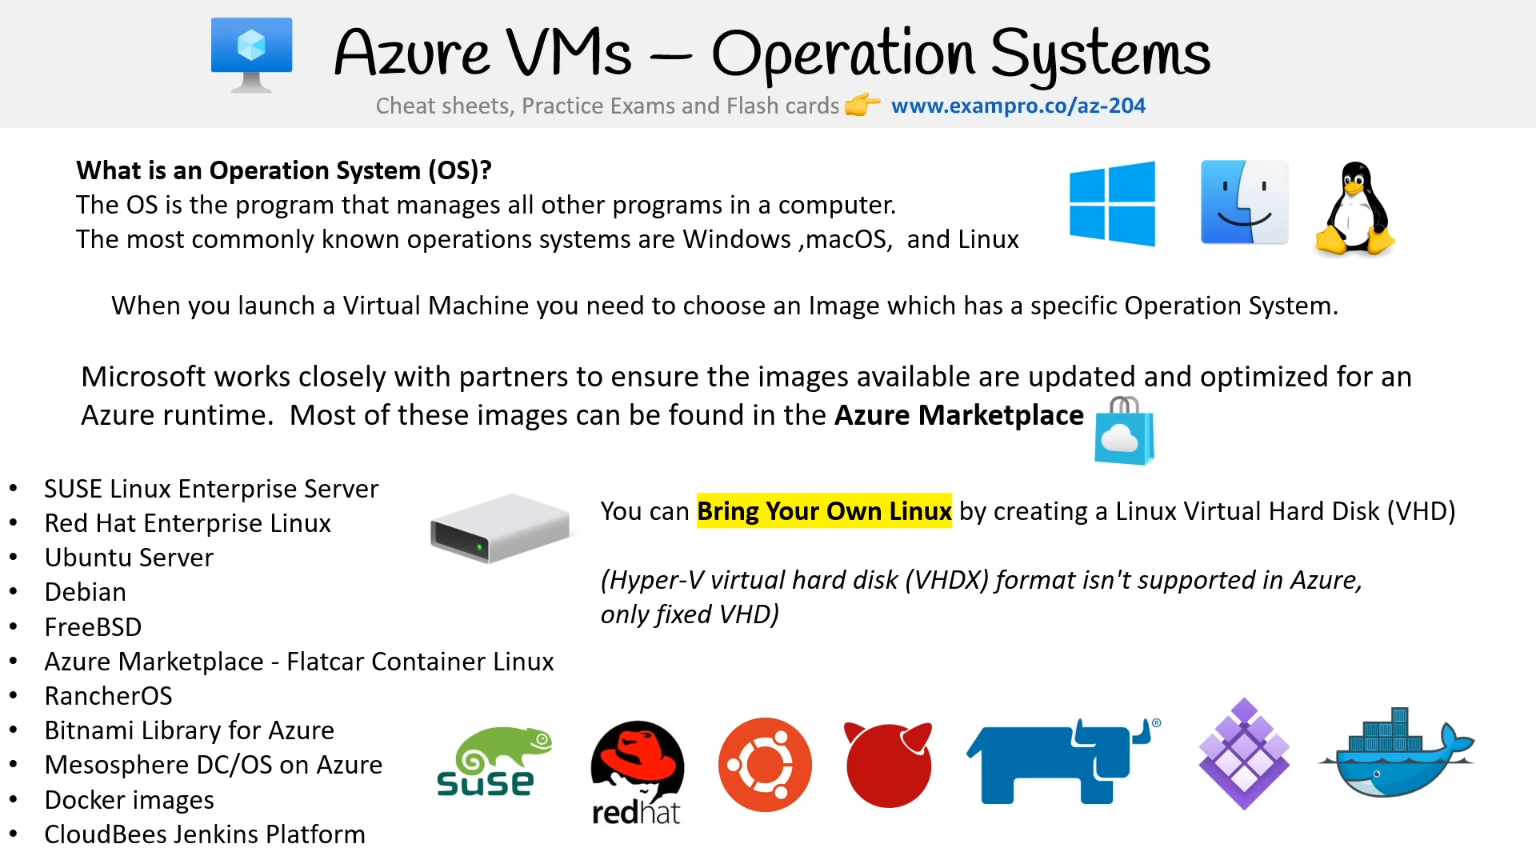 Azure VMs – Operation Systems
Cheat sheets, Practice Exams and Flash cards www.exampro.co/az-204
What is an Operation System (OS)?
The OS is the program that manages all other programs in a computer.
The most commonly known operations systems are Windows ,macOS, and Linux
When you launch a Virtual Machine you need to choose an Image which has a specific Operation System.
Microsoft works closely with partners to ensure the images available are updated and optimized for an
Azure runtime. Most of these images can be found in the Azure Marketplace
• SUSE Linux Enterprise Server
• Red Hat Enterprise Linux
• Ubuntu Server
• Debian
• FreeBSD
• Azure Marketplace - Flatcar Container Linux
• RancherOS
• Bitnami Library for Azure
• Mesosphere DC/OS on Azure
• Docker images
• CloudBees Jenkins Platform
You can Bring Your Own Linux by creating a Linux Virtual Hard Disk (VHD)
(Hyper-V virtual hard disk (VHDX) format isn't supported in Azure,
only fixed VHD)
suse
redhat
®